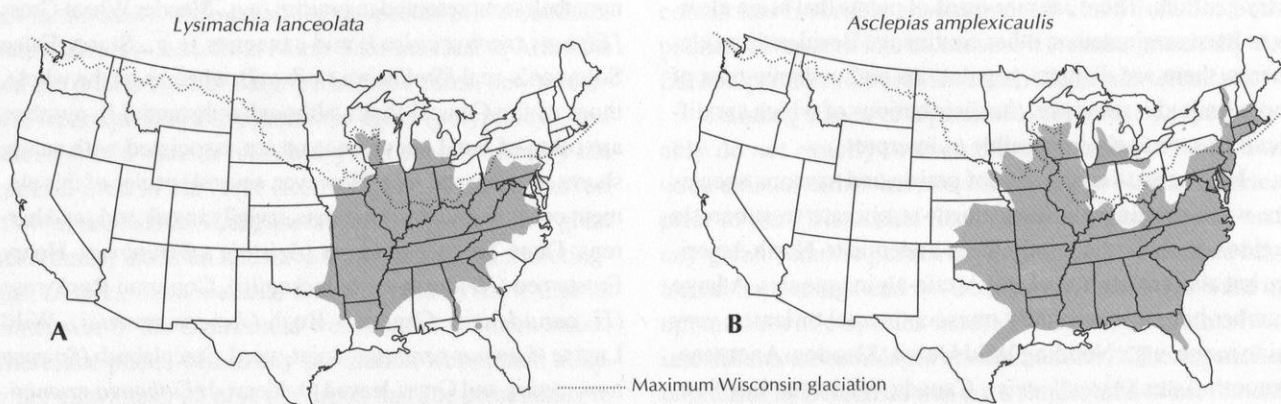 Lysimachia lanceolata
Asclepias amplexicaulis
A
B
Maximum Wisconsin glaciation